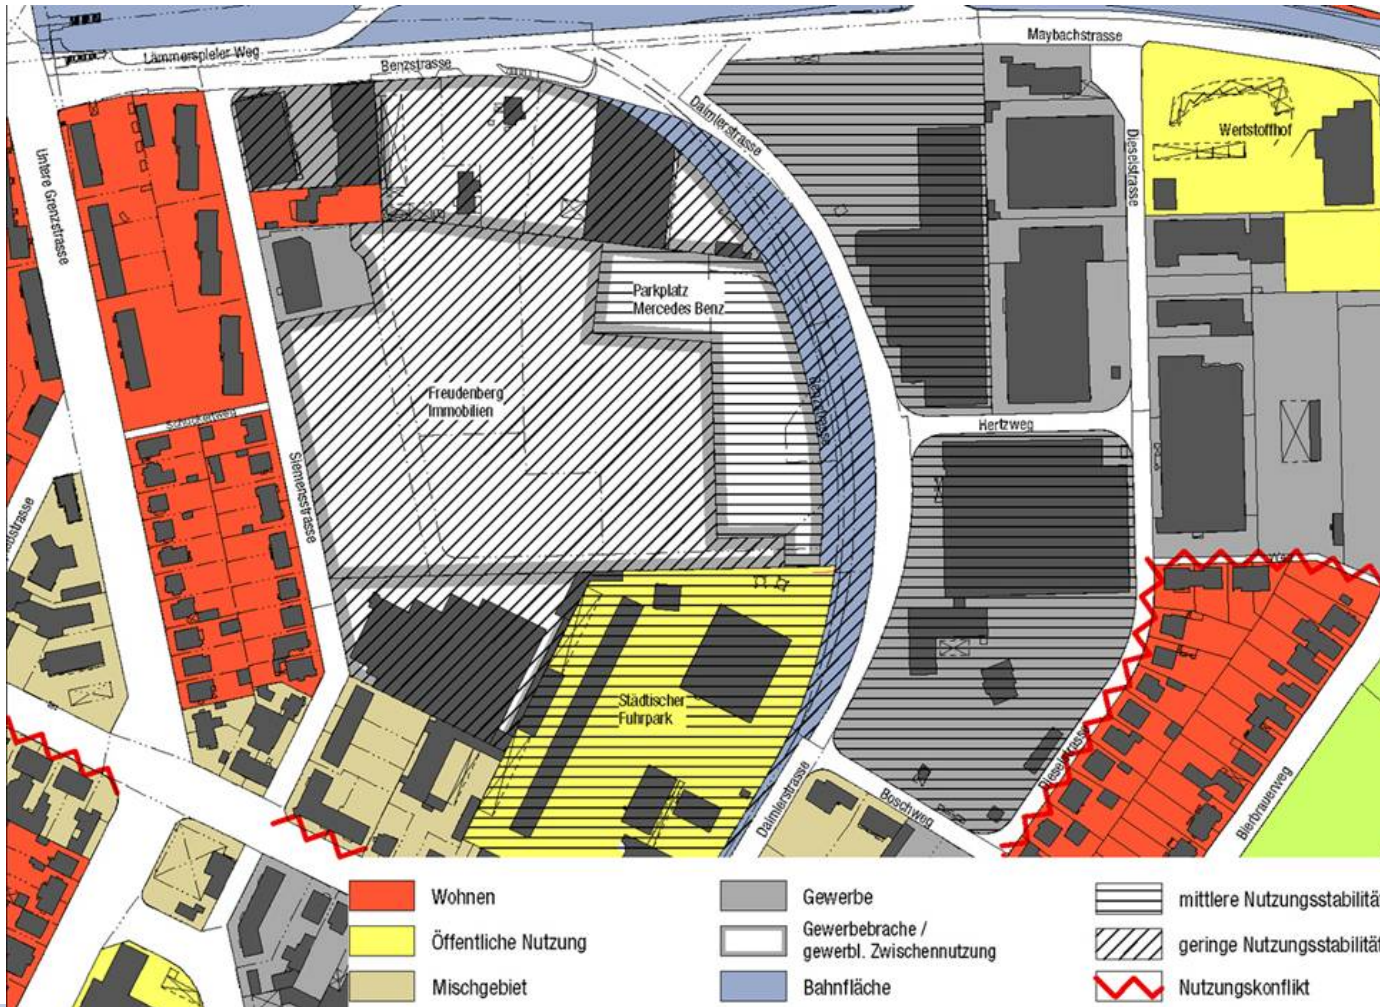 Lämmerspieler Weg
Benzstrasse
Maybachstrasse
Daimlerstrasse
Dieselstrasse
Wertstoffhof
Untere Grenzstrasse
Parkplatz
Mercedes Benz
Freudenberg
Immobilien
Siemensstrasse
Hertzweg
Städtischer
Fuhrpark
Daimlerstrasse
Boschweg
Dieselstrasse
Bierbrauerweg
Wohnen
Öffentliche Nutzung
Mischgebiet
Gewerbe
Gewerbebrache /
gewerbl. Zwischennutzung
Bahnfläche
mittlere Nutzungsstabilitä
geringe Nutzungsstabilität
Nutzungskonflikt